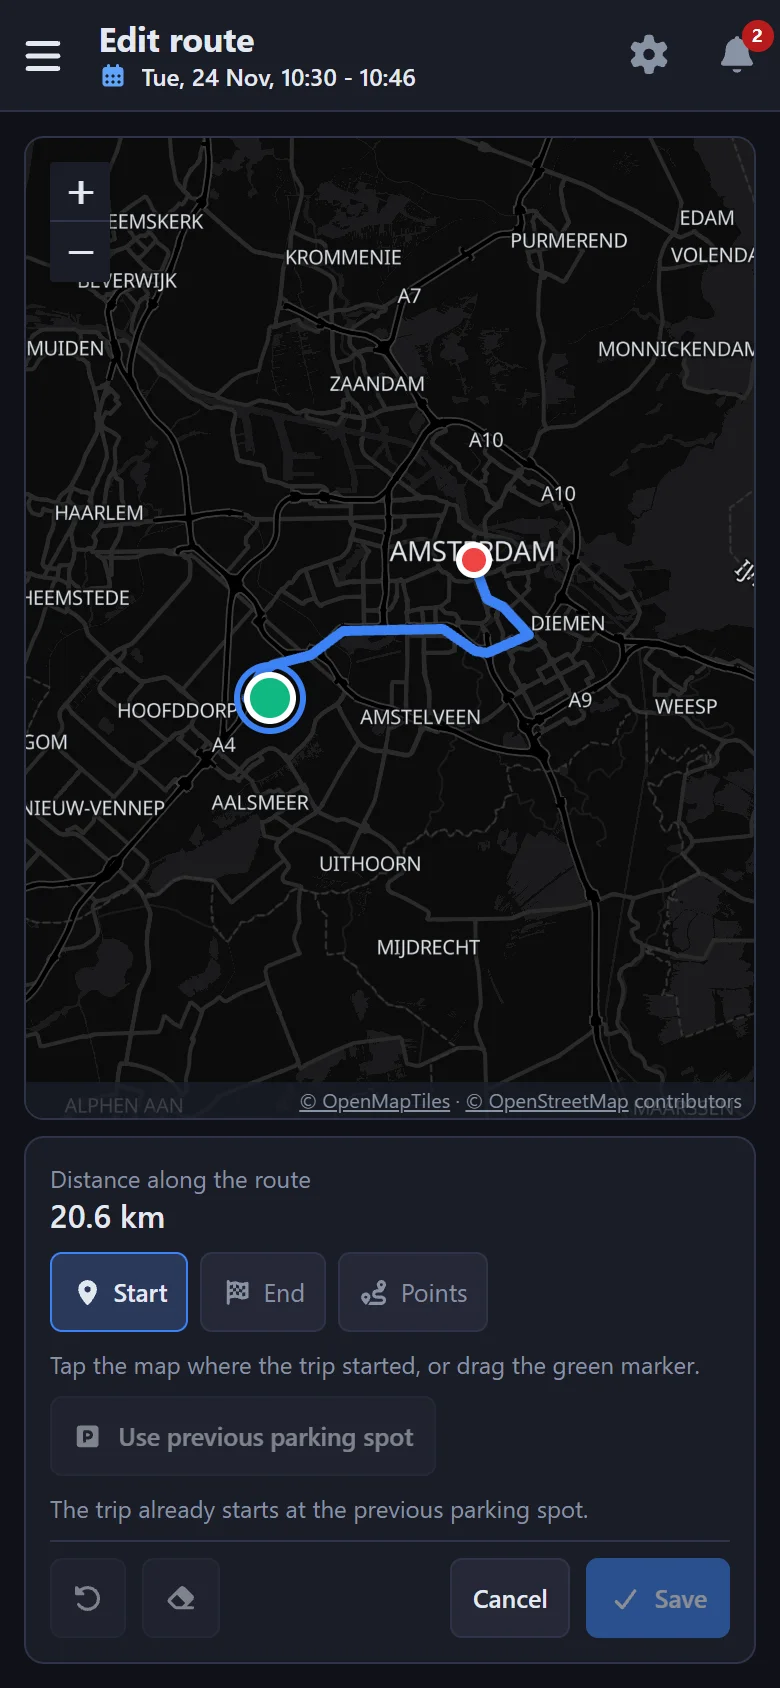 Edit route
2
Tue, 24 Nov, 10:30 - 10:46
+
EDAM
EEMSKERK
PURMEREND
KROMMENIE
VOLENDA
−
BEVERWIJK
A7
MUIDEN
MONNICKENDAM
ZAANDAM
A10
A10
HAARLEM
AMSTERDAM
HEEMSTEDE
DIEMEN
A9
WEESP
HOOFDDORP
AMSTELVEEN
GOM
A4
AALSMEER
NIEUW-VENNEP
UITHOORN
MIJDRECHT
© OpenMapTiles · © OpenStreetMap contributors
ALPHEN AAN
MAARSSEN
Distance along the route
20.6 km
Start
End
Points
Tap the map where the trip started, or drag the green marker.
P
Use previous parking spot
The trip already starts at the previous parking spot.
Cancel
Save